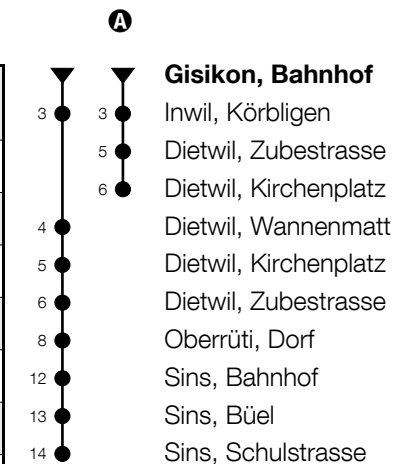 A
Gisikon, Bahnhof
3 3 Inwil, Körbligen
5 Dietwil, Zubestrasse
6 Dietwil, Kirchenplatz
4 Dietwil, Wannenmatt
5 Dietwil, Kirchenplatz
6 Dietwil, Zubestrasse
8 Oberrüti, Dorf
12 Sins, Bahnhof
13 Sins, Büel
14 Sins, Schulstrasse